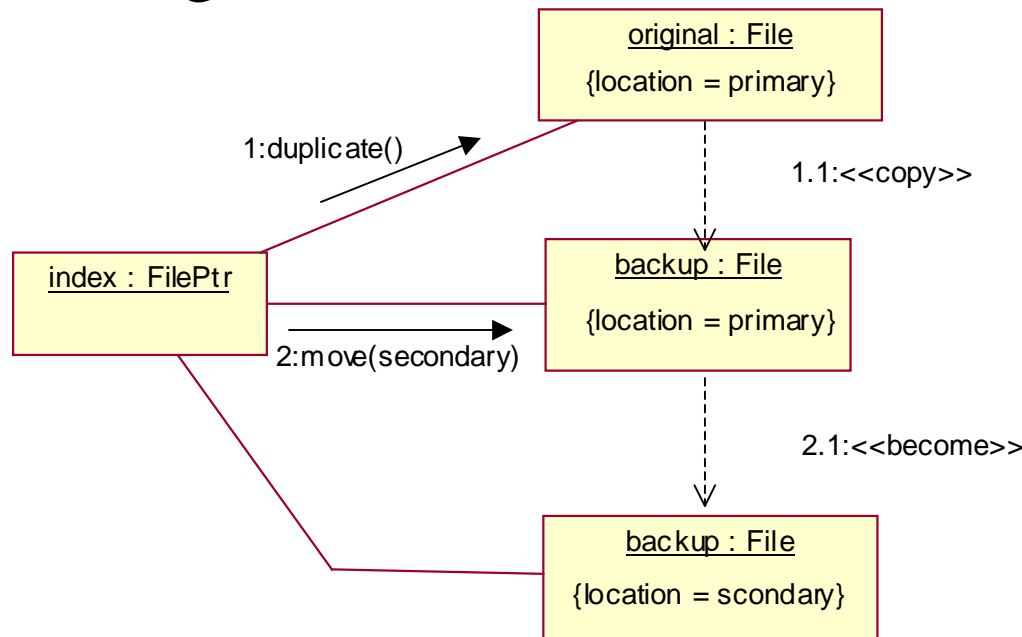 original : File
{location = primary}
1:duplicate()
1.1:<<copy>>
index : FilePtr
backup : File
{location = primary}
2:move(secondary)
2.1:<<become>>
backup : File
{location = scondary}